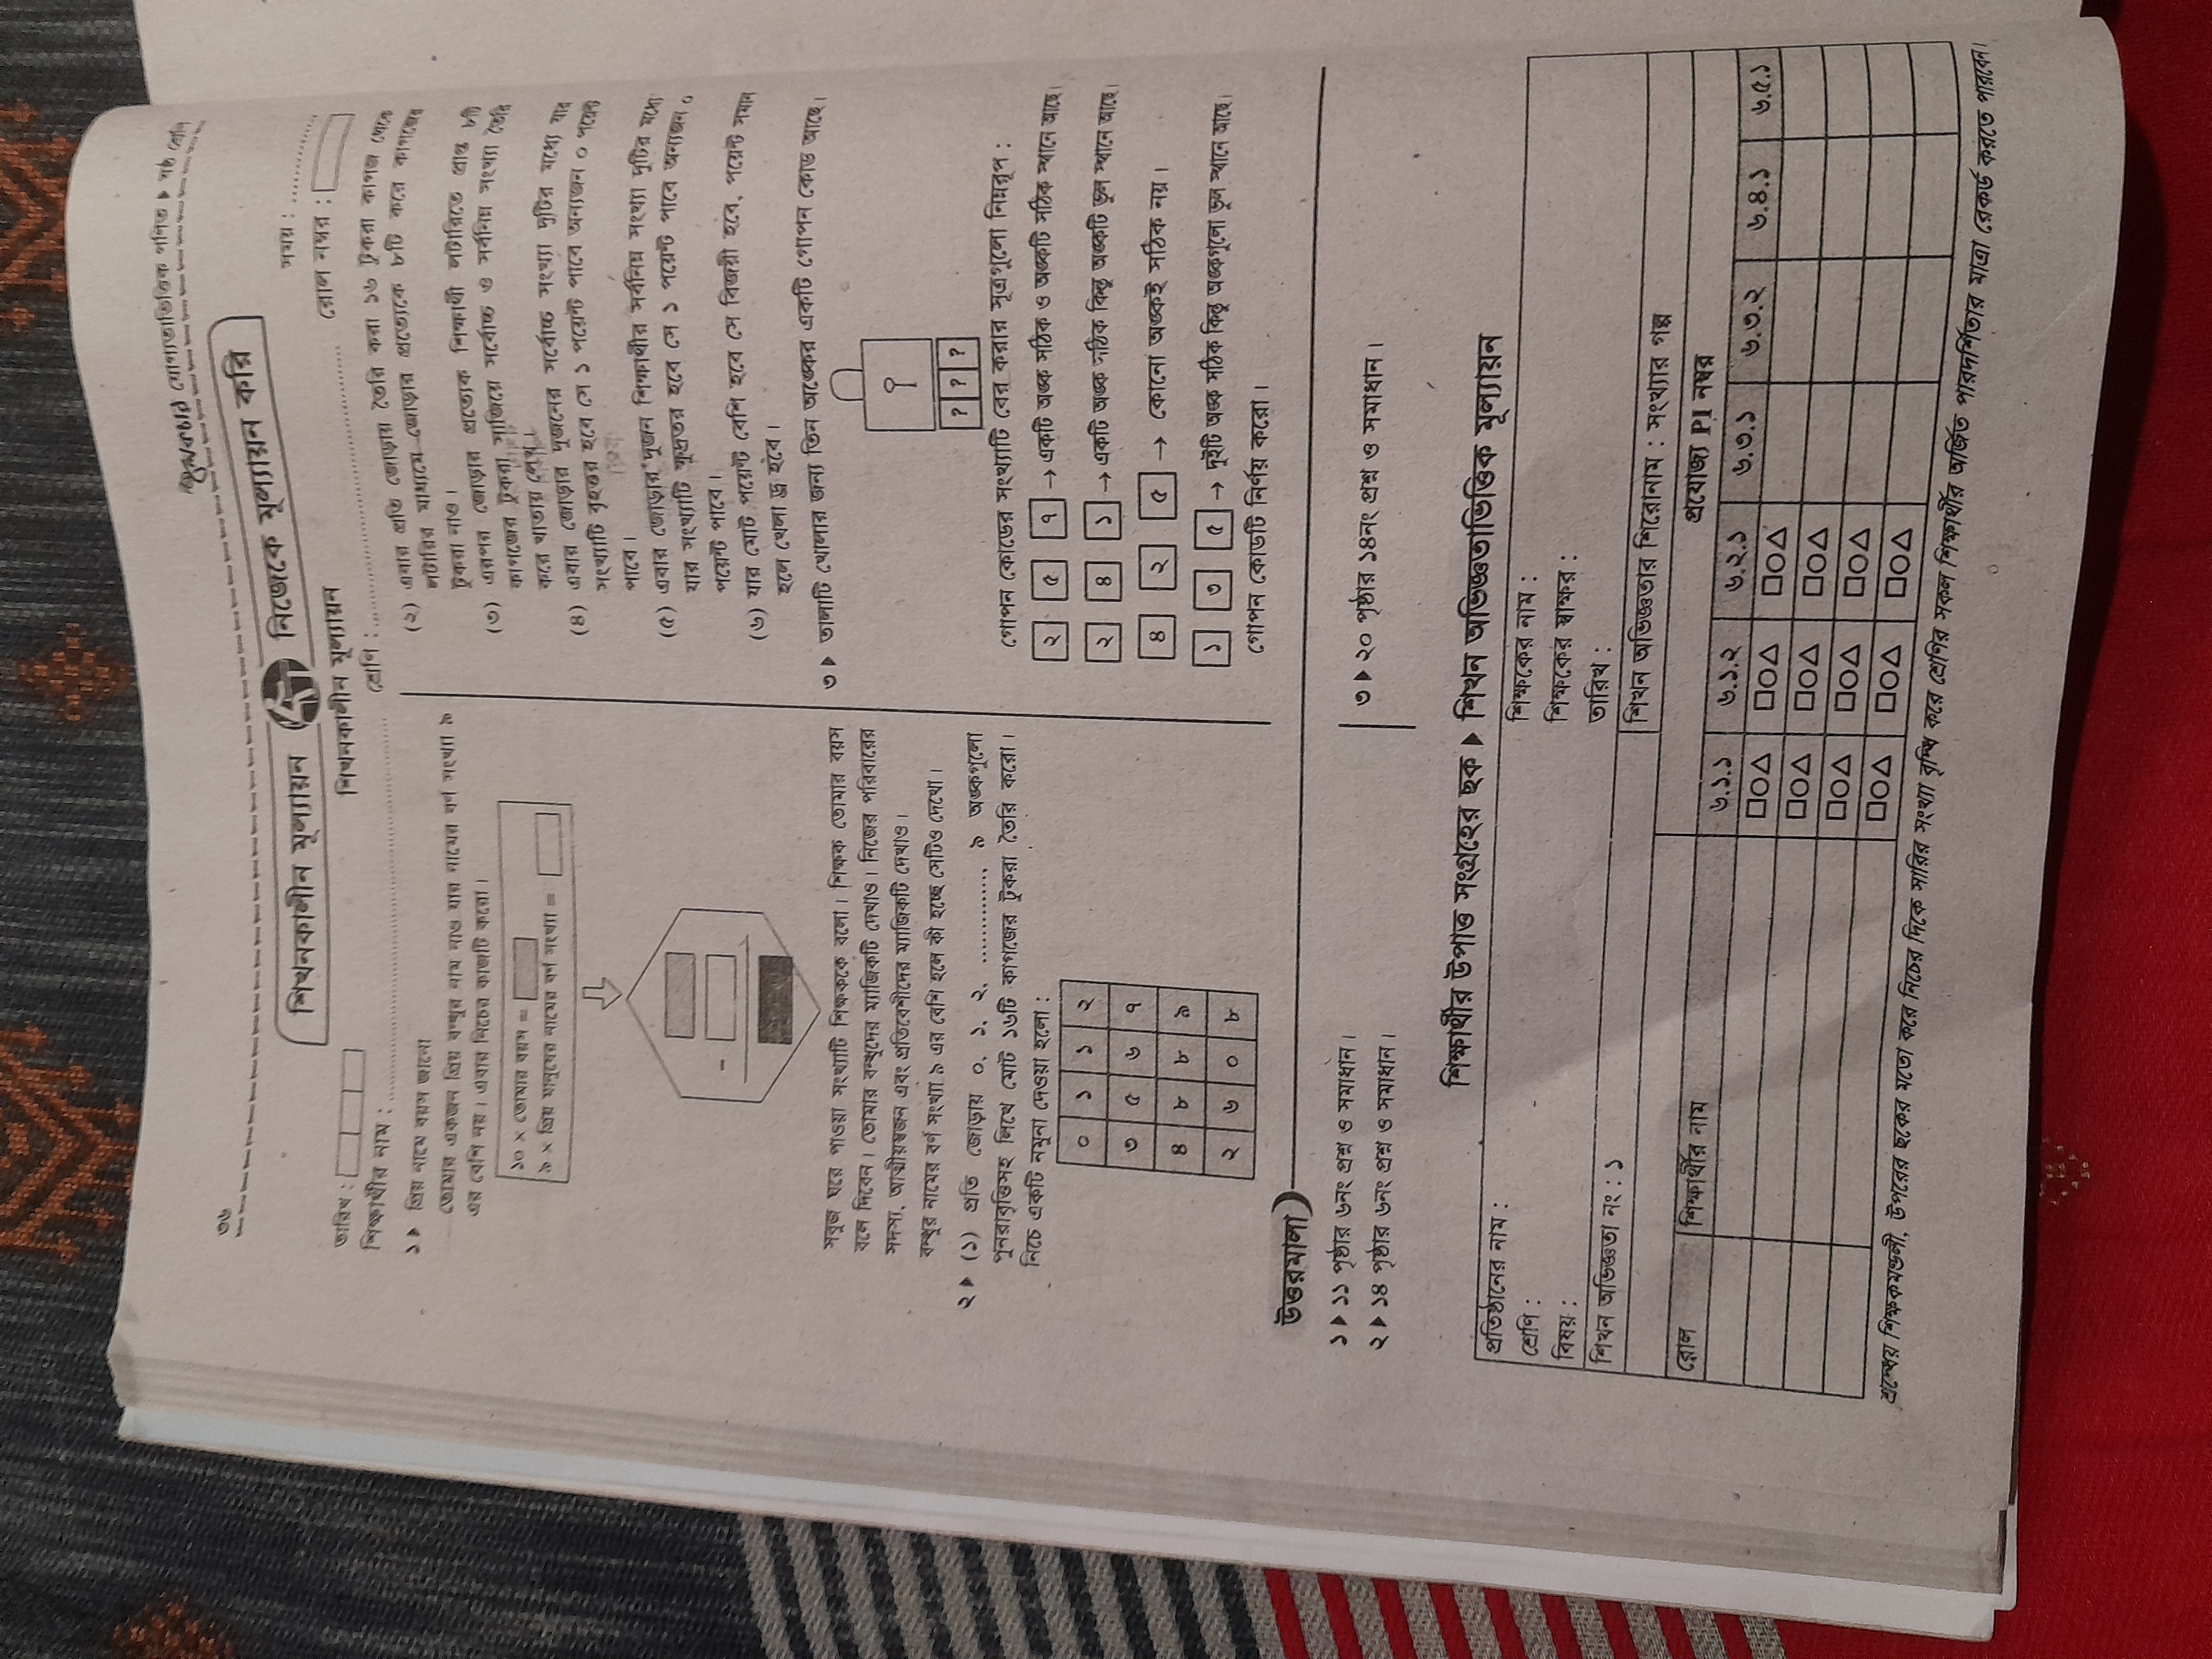 ৩৬
যোগ্যতাভিত্তিক গণিত ▶ ষষ্ঠ শ্রেণি
শিখনকালীন মূল্যায়ন
নিজেকে মূল্যায়ন করি
শিখনকালীন মূল্যায়ন
সময় : ................
তারিখ :
রোল নম্বর :
শিক্ষার্থীর নাম : ................................................
শ্রেণি : ................................................
১ ▶ প্রিয় নামে বয়স জানো
তোমার একজন প্রিয় বন্ধুর নাম নাও যার নামের বর্ণ সংখ্যা ৯
এর বেশি নয়। এবার নিচের কাজটি করো।
১০ × তোমার বয়স =
৯ × প্রিয় মানুষের নামের বর্ণ সংখ্যা =
−
সবুজ ঘরে পাওয়া সংখ্যাটি শিক্ষককে বলো। শিক্ষক তোমার বয়স
বলে দিবেন। তোমার বন্ধুদের ম্যাজিকটি দেখাও। নিজের পরিবারের
সদস্য, আত্মীয়স্বজন এবং প্রতিবেশীদের ম্যাজিকটি দেখাও।
বন্ধুর নামের বর্ণ সংখ্যা ৯ এর বেশি হলে কী হচ্ছে সেটিও দেখো।
২ ▶ (১) প্রতি জোড়ায় ০, ১, ২, .............., ৯ অঙ্কগুলো
পুনরাবৃত্তিসহ লিখে মোট ১৬টি কাগজের টুকরা তৈরি করো।
নিচে একটি নমুনা দেওয়া হলো :
০ ১ ১ ২
৩ ৫ ৬ ৭
৪ ৮ ৮ ৯
২ ৬ ০ ৮
(২) এবার প্রতি জোড়ায় তৈরি করা ১৬ টুকরা কাগজ থেকে
লটারির মাধ্যমে জোড়ার প্রত্যেকে ৮টি করে কাগজের
টুকরা নাও।
(৩) এরপর জোড়ার প্রত্যেক শিক্ষার্থী লটারিতে প্রাপ্ত ৮টি
কাগজের টুকরা সাজিয়ে সর্বোচ্চ ও সর্বনিম্ন সংখ্যা তৈরি
করে খাতায় লেখ।
(৪) এবার জোড়ার দুজনের সর্বোচ্চ সংখ্যা দুটির মধ্যে যার
সংখ্যাটি বৃহত্তর হবে সে ১ পয়েন্ট পাবে অন্যজন ০ পয়েন্ট
পাবে।
(৫) এবার জোড়ার দুজন শিক্ষার্থীর সর্বনিম্ন সংখ্যা দুটির মধ্যে
যার সংখ্যাটি ক্ষুদ্রতর হবে সে ১ পয়েন্ট পাবে অন্যজন ০
পয়েন্ট পাবে।
(৬) যার মোট পয়েন্ট বেশি হবে সে বিজয়ী হবে, পয়েন্ট সমান
হলে খেলা ড্র হবে।
৩ ▶ তালাটি খোলার জন্য তিন অঙ্কের একটি গোপন কোড আছে।
? ? ?
গোপন কোডের সংখ্যাটি বের করার সূত্রগুলো নিম্নরূপ :
২ ৫ ৭ → একটি অঙ্ক সঠিক ও অঙ্কটি সঠিক স্থানে আছে।
২ ৪ ১ → একটি অঙ্ক সঠিক কিন্তু অঙ্কটি ভুল স্থানে আছে।
৪ ২ ৫ → কোনো অঙ্কই সঠিক নয়।
১ ৩ ৫ → দুইটি অঙ্ক সঠিক কিন্তু অঙ্কগুলো ভুল স্থানে আছে।
গোপন কোডটি নির্ণয় করো।
উত্তরমালা
১ ▶ ১১ পৃষ্ঠার ৬নং প্রশ্ন ও সমাধান।
২ ▶ ১৪ পৃষ্ঠার ৬নং প্রশ্ন ও সমাধান।
৩ ▶ ২০ পৃষ্ঠার ১৪নং প্রশ্ন ও সমাধান।
শিক্ষার্থীর উপাত্ত সংগ্রহের ছক ▶ শিখন অভিজ্ঞতাভিত্তিক মূল্যায়ন
প্রতিষ্ঠানের নাম :
শ্রেণি :
বিষয় :
শিক্ষকের নাম :
শিক্ষকের স্বাক্ষর :
তারিখ :
শিখন অভিজ্ঞতা নং : ১
শিখন অভিজ্ঞতার শিরোনাম : সংখ্যার গল্প
প্রযোজ্য PI নম্বর
রোল শিক্ষার্থীর নাম
৬.১.১ ৬.১.২ ৬.২.১ ৬.৩.১ ৬.৩.২ ৬.৪.১ ৬.৫.১
□○△ □○△ □○△
□○△ □○△ □○△
□○△ □○△ □○△
□○△ □○△ □○△
শ্রদ্ধেয় শিক্ষকমন্ডলী, উপরের ছকের মতো করে নিচের দিকে সারির সংখ্যা বৃদ্ধি করে শ্রেণির সকল শিক্ষার্থীর অর্জিত পারদর্শিতার মাত্রা রেকর্ড করতে পারবেন।